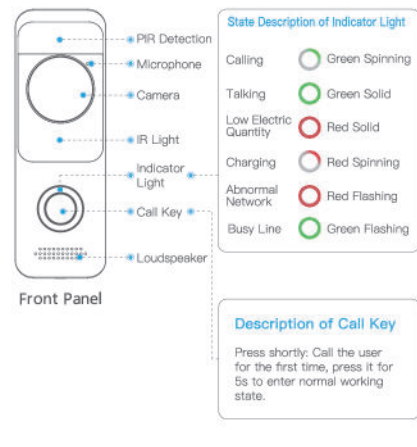 PIR Detection
Microphone
Camera
IR Light
Indicator
Light
Call Key
Loudspeaker
Front Panel
State Description of Indicator Light
Calling Green Spinning
Talking Green Solid
Low Electric
Quantity Red Solid
Charging Red Spinning
Abnormal
Network Red Flashing
Busy Line Green Flashing
Description of Call Key
Press shortly: Call the user
for the first time, press it for
5s to enter normal working
state.